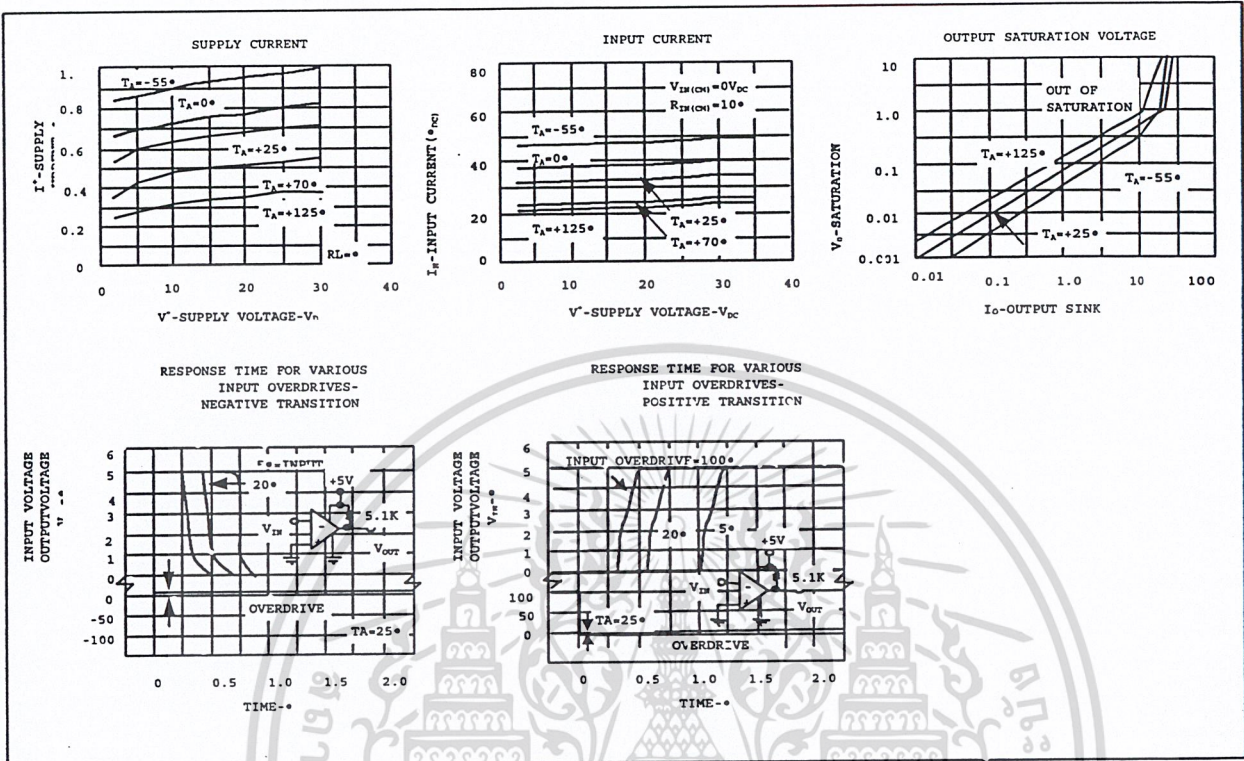 SUPPLY CURRENT
1.
0.8
0.6
0.4
0.2
0
I⁺-SUPPLY
TA=-55•
TA=0•
TA=+25•
TA=+70•
TA=+125•
RL=•
0 10 20 30 40
V⁺-SUPPLY VOLTAGE-V
INPUT CURRENT
80
60
40
20
0
-INPUT CURRENT(•
VIN(CM)=0VDC
RIN(CM)=10•
TA=-55•
TA=0•
TA=+25•
TA=+125•
TA=+70•
0 10 20 30 40
V⁺-SUPPLY VOLTAGE-VDC
OUTPUT SATURATION VOLTAGE
10
1.0
0.1
0.01
V₀-SATURATION
OUT OF
SATURATION
TA=+125•
TA=-55•
TA=+25•
0.01 0.1 1.0 10 100
I₀-OUTPUT SINK
RESPONSE TIME FOR VARIOUS
INPUT OVERDRIVES-
NEGATIVE TRANSITION
INPUT VOLTAGE
OUTPUTVOLTAGE
6
5
4
3
2
1
0
0
-50
-100
20•
+5V
5.1K
VIN
VOUT
OVERDRIVE
TA=25•
0 0.5 1.0 1.5 2.0
TIME-•
RESPONSE TIME FOR VARIOUS
INPUT OVERDRIVES-
POSITIVE TRANSITION
INPUT VOLTAGE
OUTPUTVOLTAGE
VIN-•
6
5
4
3
2
1
0
100
50
0
INPUT OVERDRIVE=100•
20•
5•
+5V
5.1K
VIN
VOUT
TA=25•
OVERDRIVE
0 0.5 1.0 1.5 2.0
TIME-•